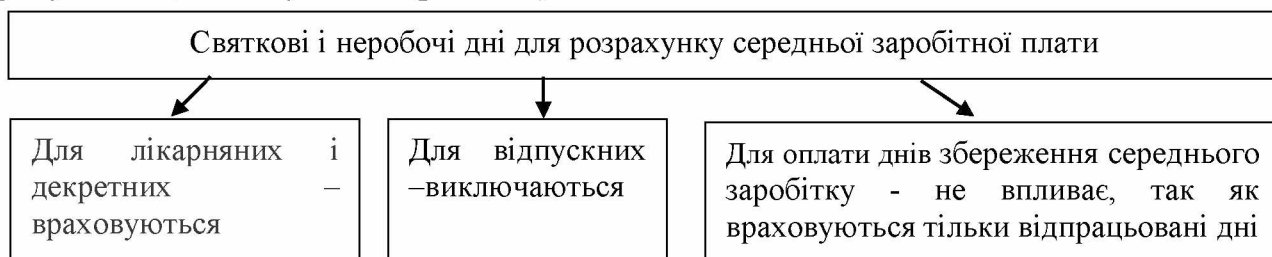 Святкові і неробочі дні для розрахунку середньої заробітної плати
Для лікарняних і
декретних –
враховуються
Для відпускних
–виключаються
Для оплати днів збереження середнього
заробітку - не впливає, так як
враховуються тільки відпрацьовані дні